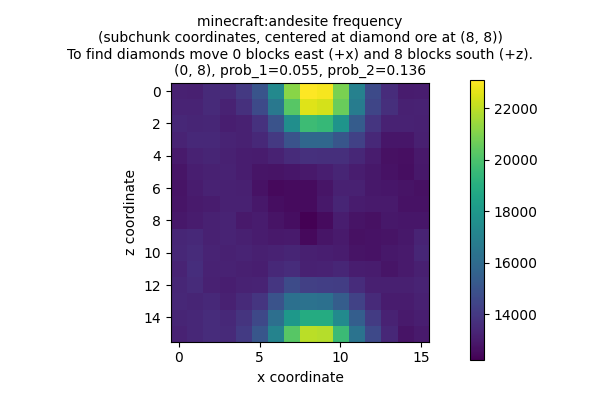 minecraft:andesite frequency
(subchunk coordinates, centered at diamond ore at (8, 8))
To find diamonds move 0 blocks east (+x) and 8 blocks south (+z).
(0, 8), prob_1=0.055, prob_2=0.136
0
2
4
6
8
10
12
14
z coordinate
0
5
10
15
x coordinate
22000
20000
18000
16000
14000